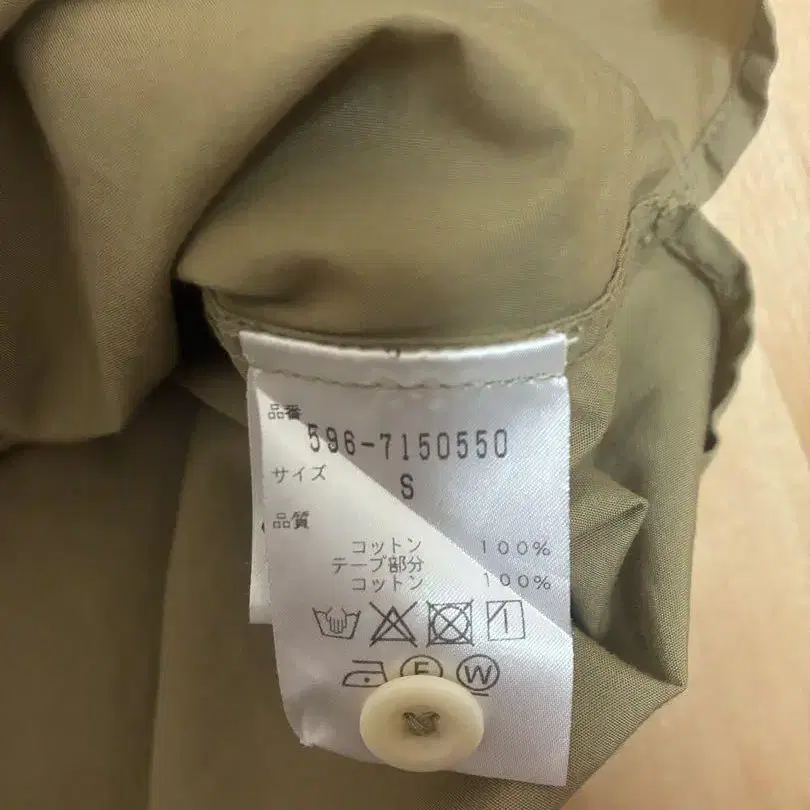 品番
596-7150550
サイズ
S
品質
コットン 100%
テープ部分
コットン 100%
F W